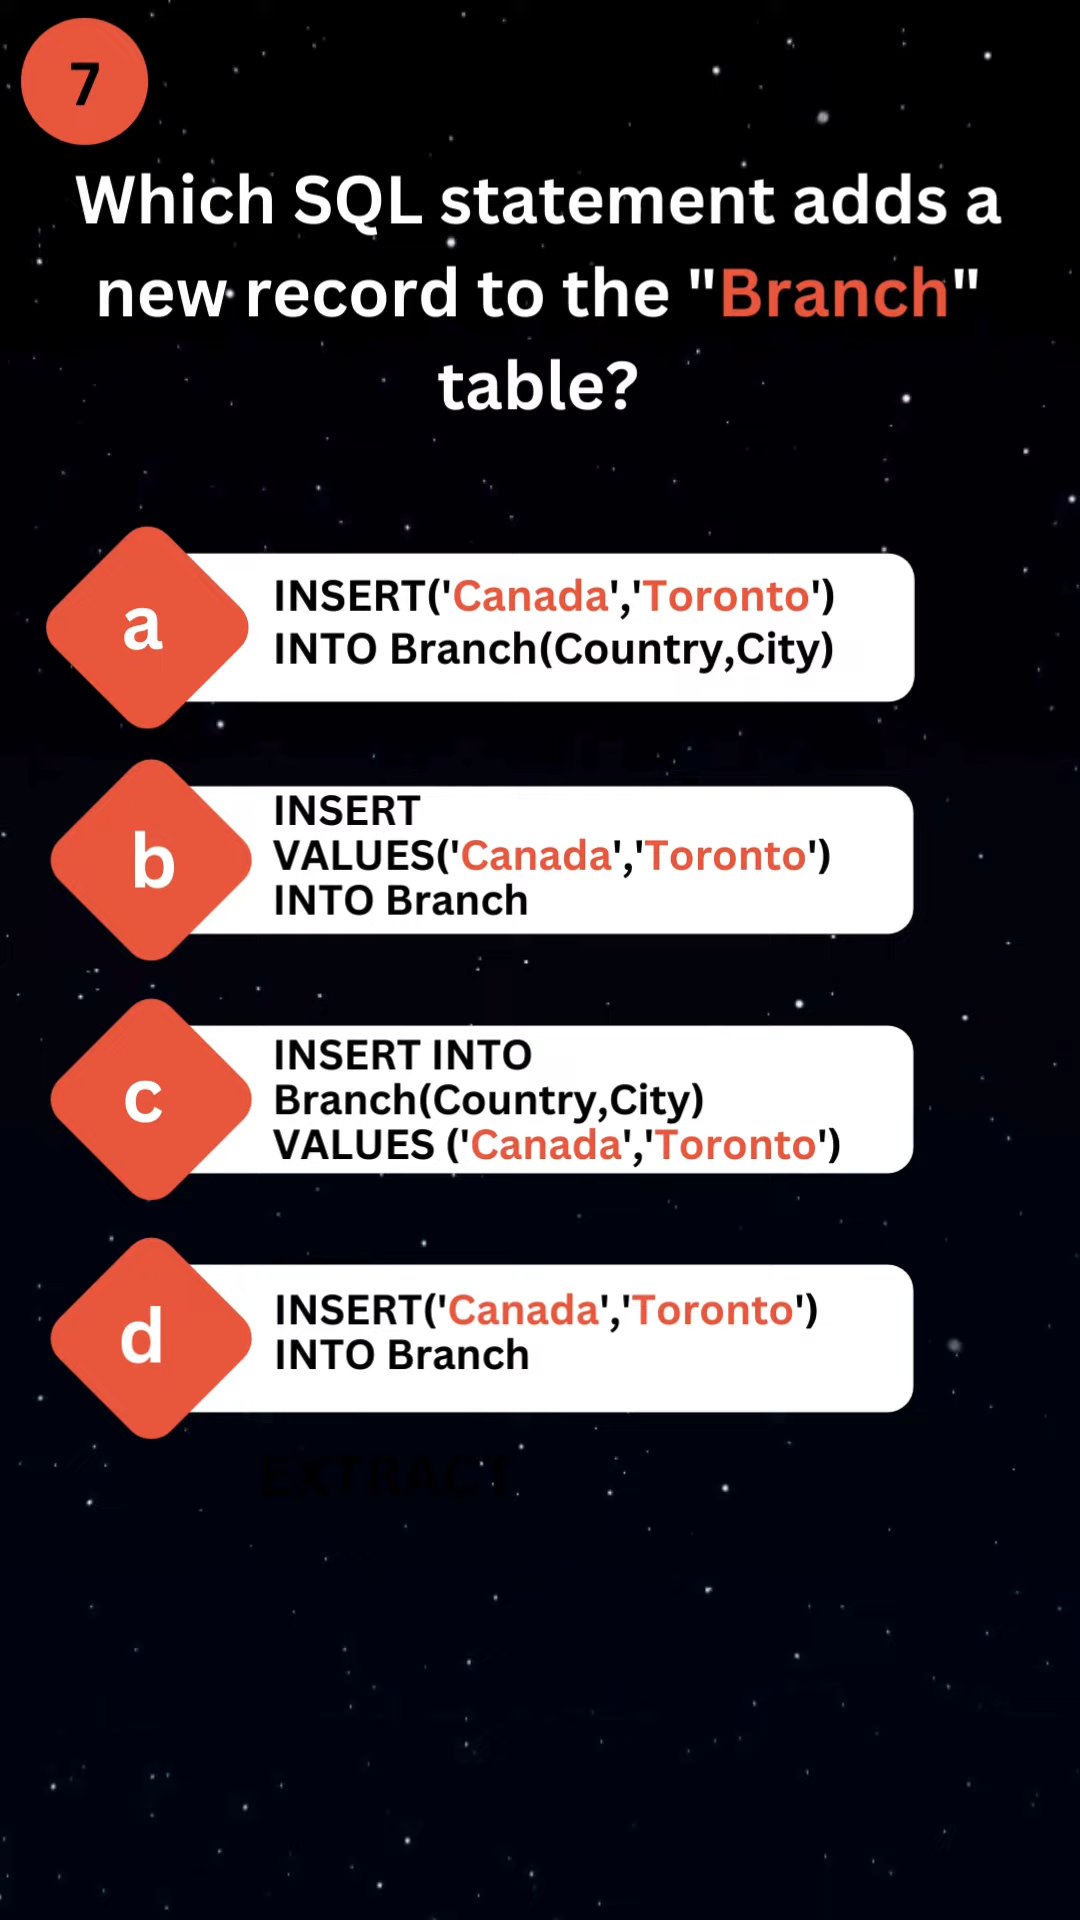 7
Which SQL statement adds a
new record to the "Branch"
table?
a
INSERT('Canada','Toronto')
INTO Branch(Country,City)
b
INSERT
VALUES('Canada','Toronto')
INTO Branch
c
INSERT INTO
Branch(Country,City)
VALUES ('Canada','Toronto')
d
INSERT('Canada','Toronto')
INTO Branch
EXTRACT